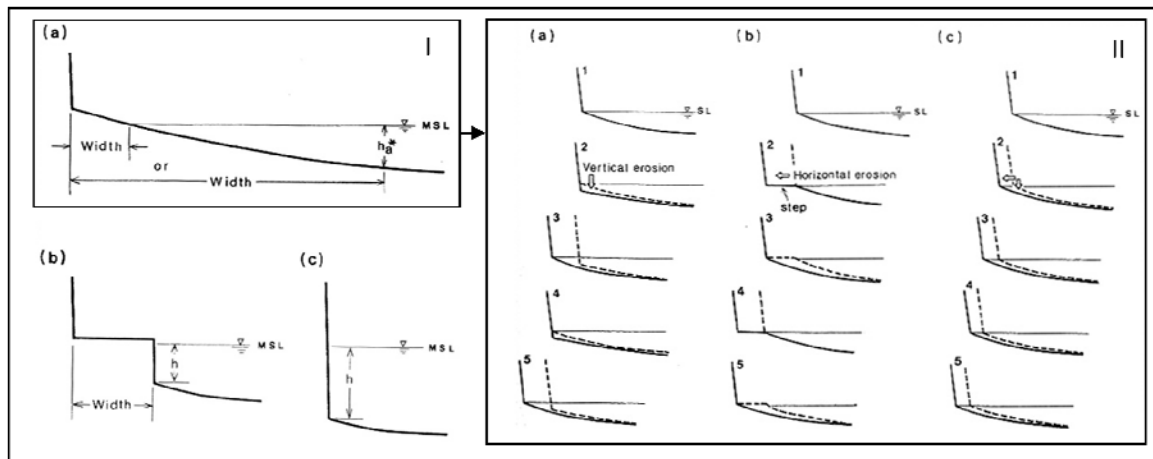 (a)
I
MSL
Width
ha*
or
Width
(b)
MSL
h
Width
(c)
MSL
h
II
(a)
1
SL
2
Vertical erosion
3
4
5
(b)
1
SL
2
Horizontal erosion
step
3
4
5
(c)
1
SL
2
3
4
5